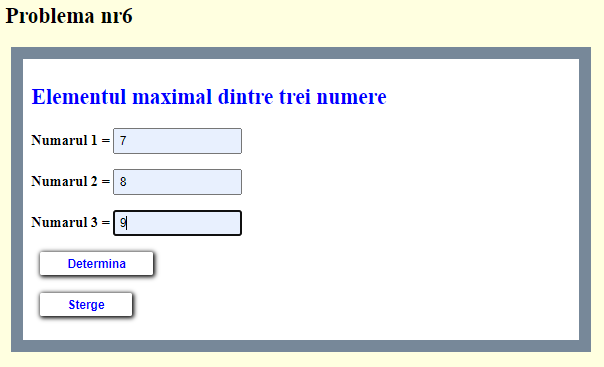 Problema nr6
Elementul maximal dintre trei numere
Numarul 1 = 7
Numarul 2 = 8
Numarul 3 = 9
Determina
Sterge